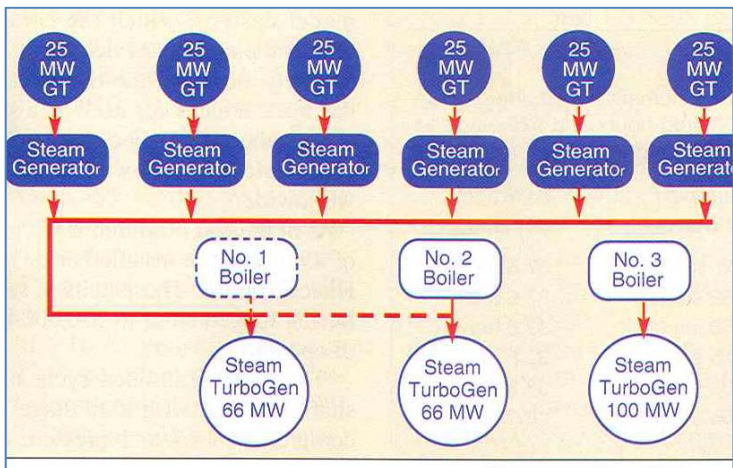 25
MW
GT
25
MW
GT
25
MW
GT
25
MW
GT
25
MW
GT
25
MW
GT
Steam
Generator
Steam
Generator
Steam
Generator
Steam
Generator
Steam
Generator
Steam
Generat
No. 1
Boiler
No. 2
Boiler
No. 3
Boiler
Steam
TurboGen
66 MW
Steam
TurboGen
66 MW
Steam
TurboGen
100 MW